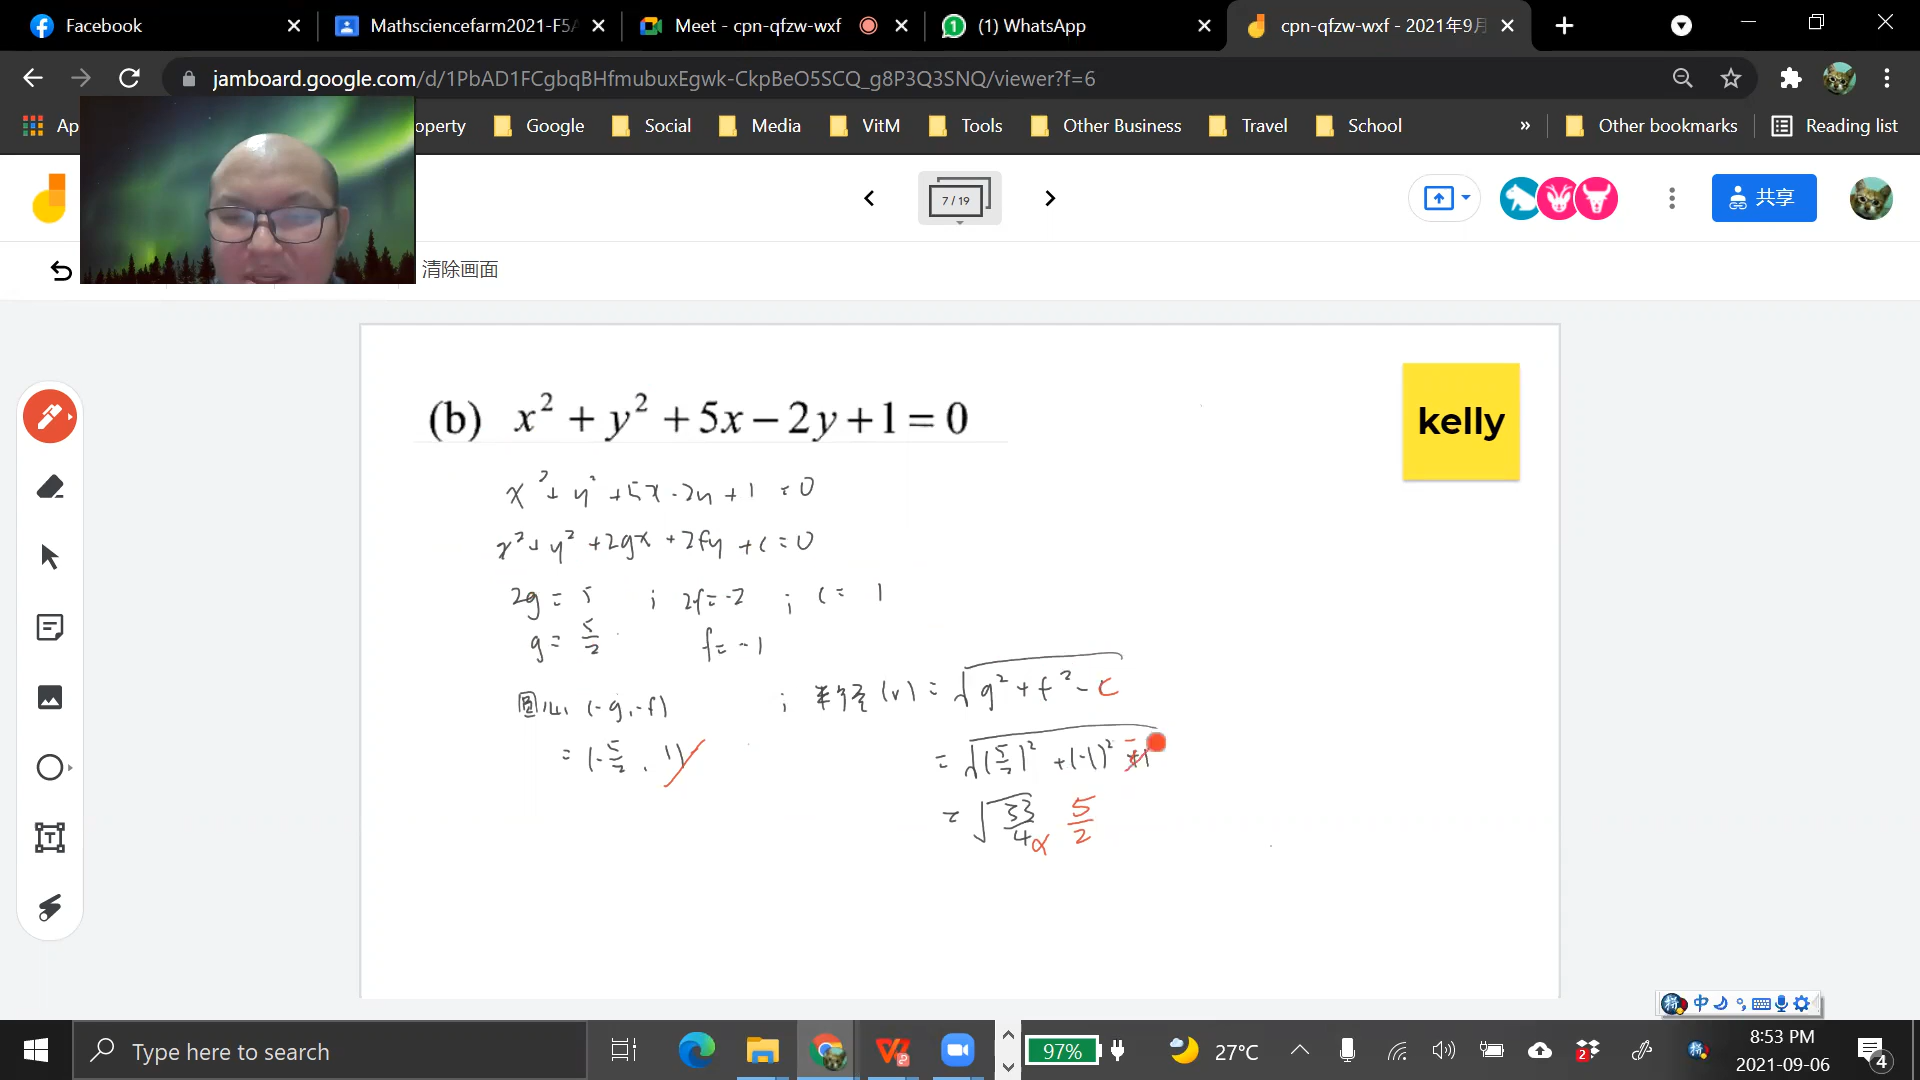 Facebook
Mathsciencefarm2021-F5A
Meet - cpn-qfzw-wxf
(1) WhatsApp
cpn-qfzw-wxf - 2021年9月
jamboard.google.com/d/1PbAD1FCgbqBHfmubuxEgwk-CkpBeO5SCQ_g8P3Q3SNQ/viewer?f=6
Ap
operty
Google
Social
Media
VitM
Tools
Other Business
Travel
School
»
Other bookmarks
Reading list
7 / 19
共享
清除画面
(b) x² + y² + 5x − 2y + 1 = 0
kelly
x² + y² + 5x - 2y + 1 = 0
x² + y² + 2gx + 2fy + c = 0
2g = 5 ; 2f = -2 ; c = 1
g = 5/2 f = -1
圓心 (-g, -f) ; 半徑 (r) = √(g² + f² - c)
= (-5/2, 1) = √((5/2)² + (-1)² - 1)
= √(33/4) 5/2
中
Type here to search
97%
27°C
2
8:53 PM
2021-09-06
4